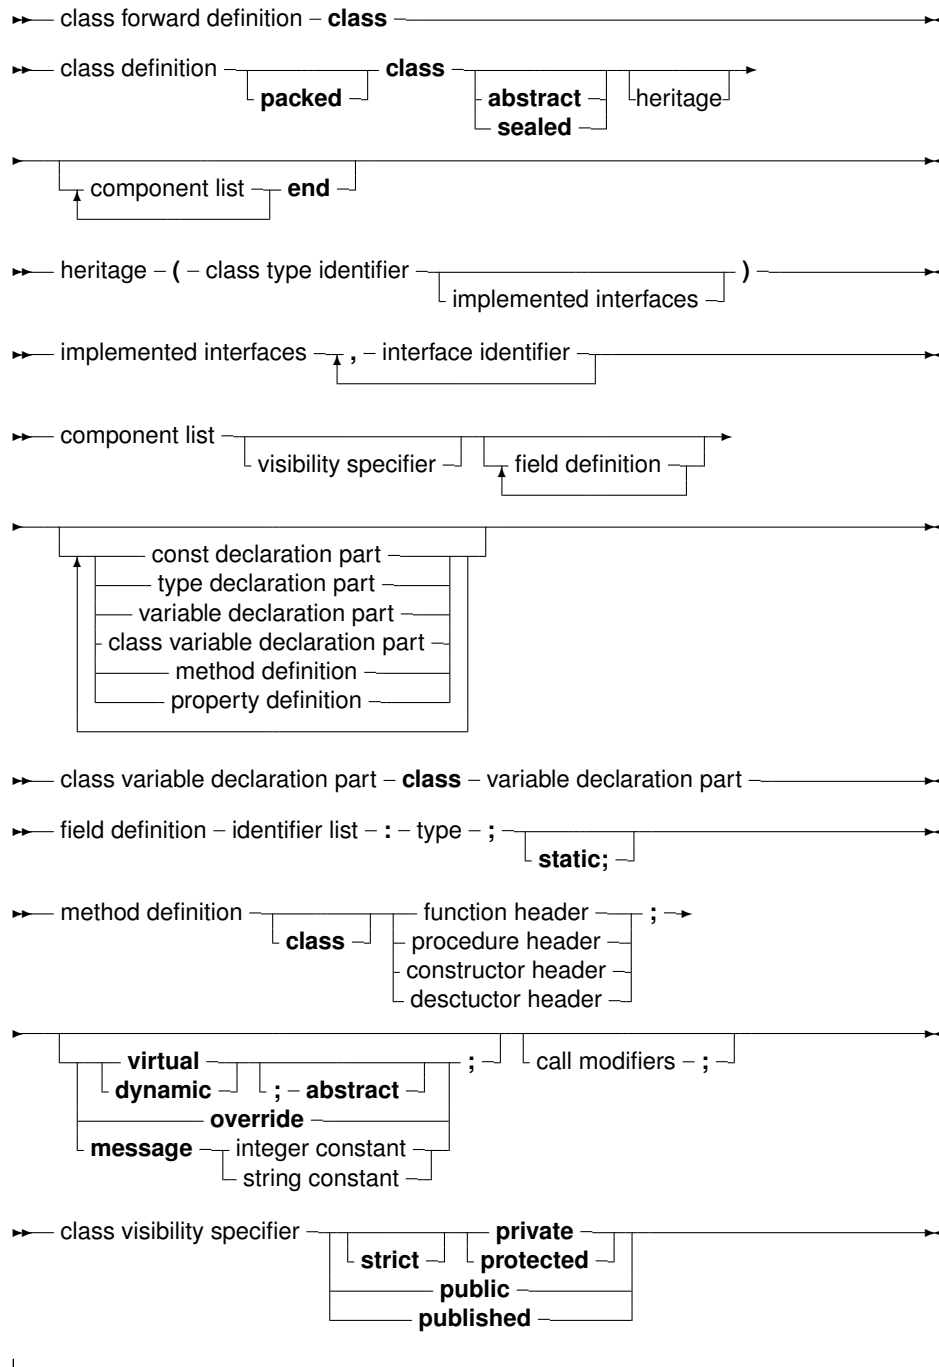 class forward definition – class
class definition packed class abstract sealed heritage
component list end
heritage – ( – class type identifier implemented interfaces )
implemented interfaces , – interface identifier
component list visibility specifier field definition
const declaration part
type declaration part
variable declaration part
class variable declaration part
method definition
property definition
class variable declaration part – class – variable declaration part
field definition – identifier list – : – type – ; static;
method definition class function header ;
procedure header
constructor header
desctuctor header
virtual ; call modifiers – ;
dynamic ; – abstract
override
message integer constant
string constant
class visibility specifier private
strict protected
public
published